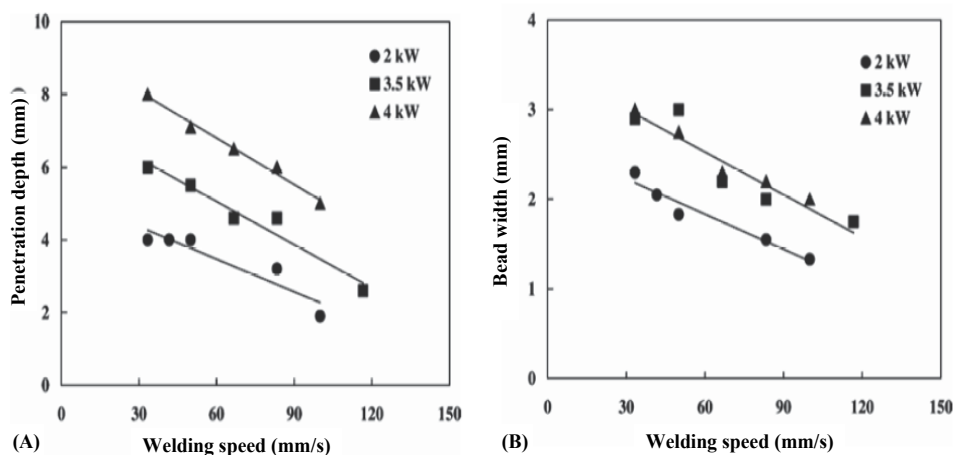 10
8
6
4
2
0
Penetration depth (mm) )
2 kW
3.5 kW
4 kW
0 30 60 90 120 150
(A) Welding speed (mm/s)
4
3
2
1
0
Bead width (mm)
2 kW
3.5 kW
4 kW
0 30 60 90 120 150
(B) Welding speed (mm/s)